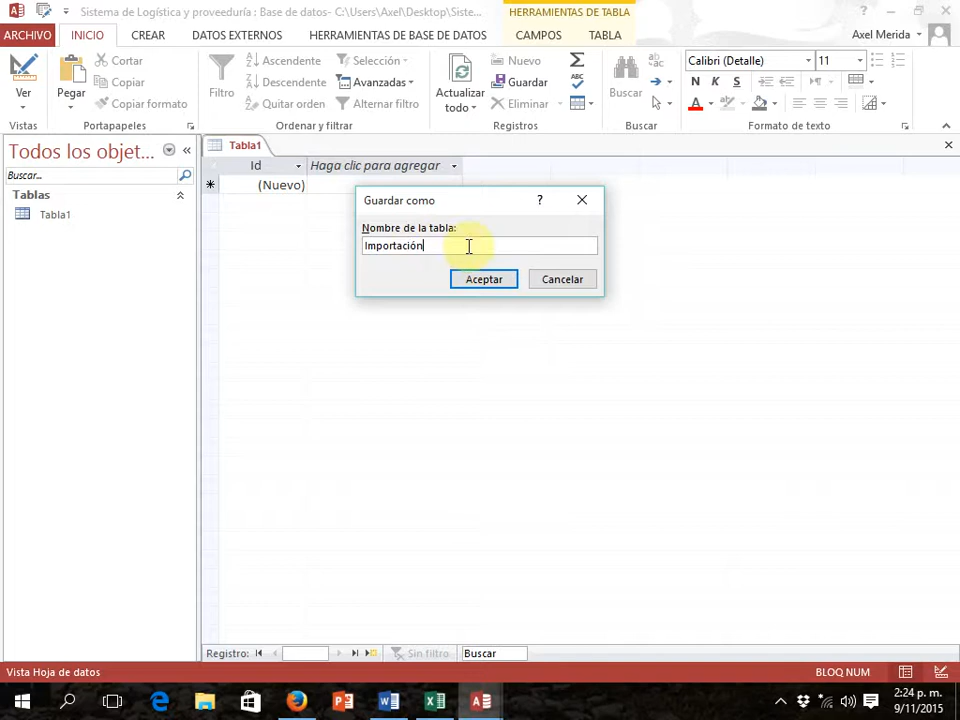 Sistema de Logística y proveeduría : Base de datos- C:\Users\Axel\Desktop\Siste...
HERRAMIENTAS DE TABLA
ARCHIVO INICIO CREAR DATOS EXTERNOS HERRAMIENTAS DE BASE DE DATOS CAMPOS TABLA
Axel Merida
Ver
Vistas
Pegar
Cortar
Copiar
Copiar formato
Portapapeles
Filtro
Ascendente
Descendente
Quitar orden
Selección
Avanzadas
Alternar filtro
Ordenar y filtrar
Actualizar
todo
Nuevo
Guardar
Eliminar
Registros
Buscar
Buscar
Calibri (Detalle) 11
N K S
Formato de texto
Todos los objet...
Buscar...
Tablas
Tabla1
Tabla1
Id Haga clic para agregar
(Nuevo)
Guardar como
Nombre de la tabla:
Importación
Aceptar Cancelar
Registro: Sin filtro Buscar
Vista Hoja de datos
BLOQ NUM
2:24 p. m.
9/11/2015